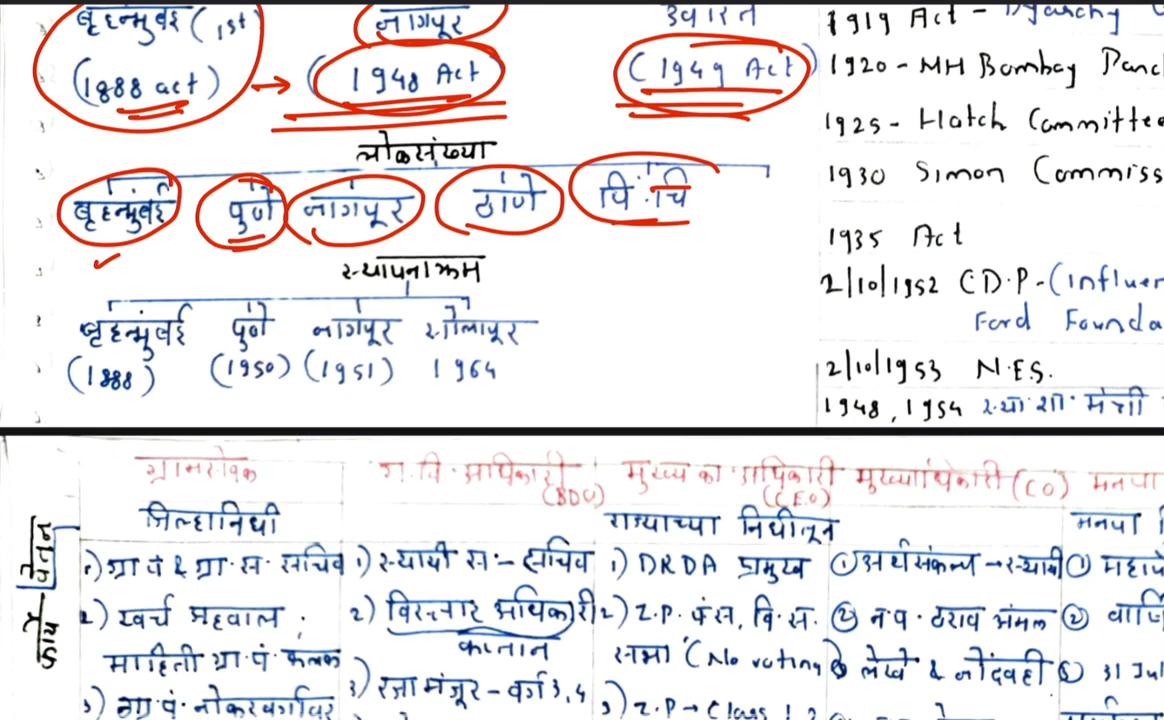 बृहन्मुंबई (1st नागपूर उवारत
(1888 act) → (1948 Act) (1949 Act)
लोकसंख्या
बृहन्मुंबई पुणे नागपूर ठाणे पिं.चिं
स्थापनाक्रम
बृहन्मुंबई पुणे नागपूर सोलापूर
(1888) (1950) (1951) 1964
1919 Act - Dyarchy
1920 - MH Bombay Panc
1925 - Hatch Committee
1930 Simon Commiss
1935 Act
2/10/1952 C.D.P - (influen
Ford Founda
2/10/1953 N.E.S.
1948, 1954 स्था. शा. मंत्री
ग्रामसेवक ग.वि.अधिकारी (BDO) मुख्य का अधिकारी (CEO) मुख्याधिकारी (CO) मनपा
वेतन
जिल्हानिधी राज्याच्या निधीतून मनपा
कार्य
1) ग्रा पं & ग्रा.स. सचिव 1) स्थायी स:- सचिव 1) DRDA प्रमुख ① अर्थसंकल्प → स्थायी ① महापौ
2) खर्च अहवाल. 2) विस्तार अधिकारी 2) Z.P. पं.स, वि.स. ② न.प. ठराव अंमल ② वार्षि
माहिती ग्रा.पं. फलक कप्तान सभा (No voting) ③ लेखे & नोंदवही ③ 31 Jul
3) ग्रा.पं. नोकरवर्गावर 3) रजा मंजूर - वर्ग 3,4 3) Z.P → Class 1 2